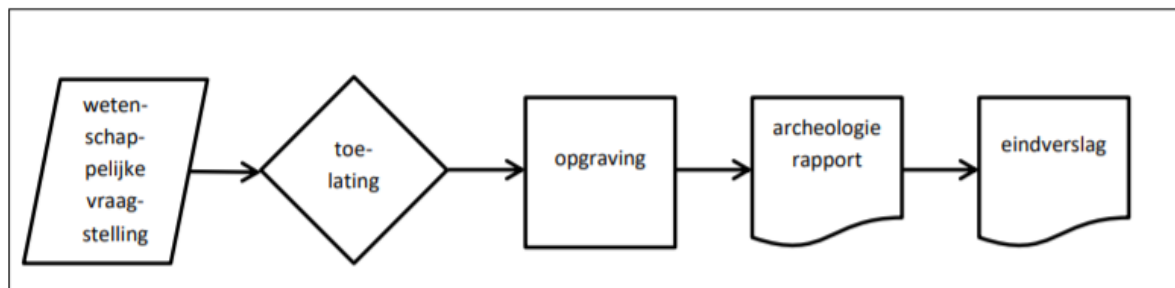 weten-
schap-
pelijke
vraag-
stelling
toe-
lating
opgraving
archeologie
rapport
eindverslag